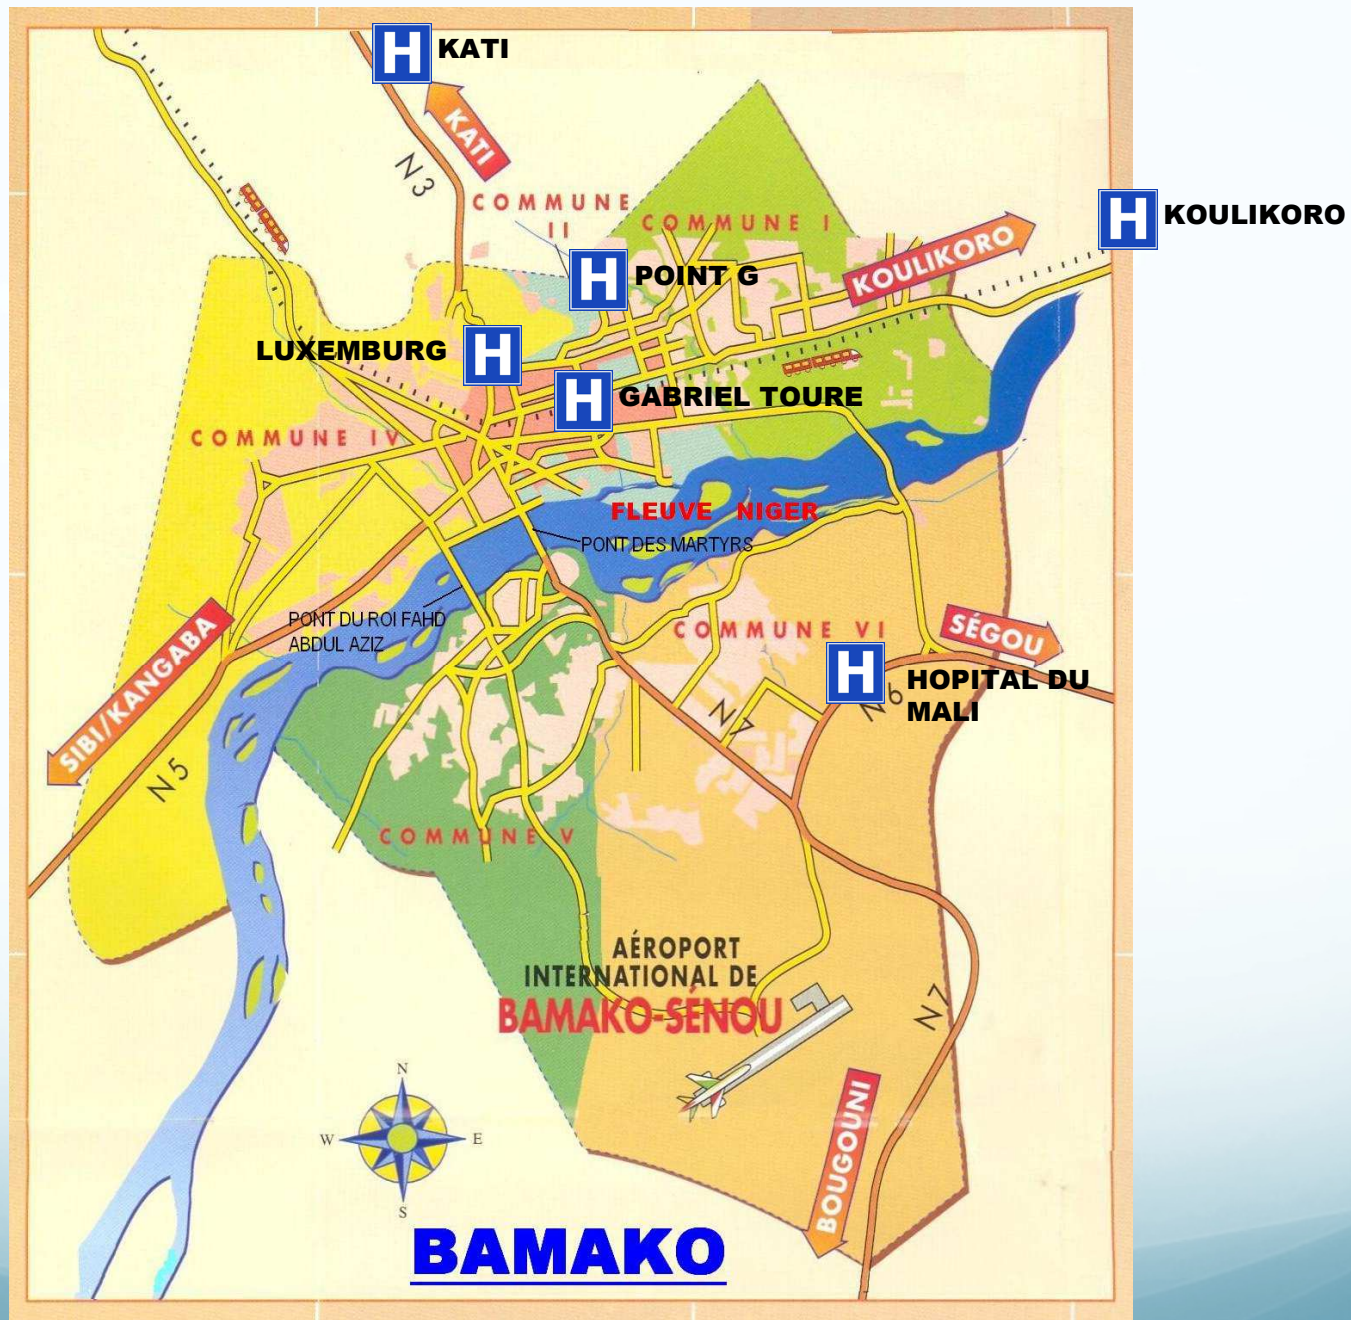 H KATI
KATI
N3
COMMUNE
II
COMMUNE I
H KOULIKORO
KOULIKORO
H POINT G
LUXEMBURG H
H GABRIEL TOURE
COMMUNE IV
FLEUVE NIGER
PONT DES MARTYRS
PONT DU ROI FAHD
ABDUL AZIZ
COMMUNE VI
SÉGOU
H HOPITAL DU
MALI
N6
SIBI/KANGABA
N5
N7
COMMUNE V
AÉROPORT
INTERNATIONAL DE
BAMAKO-SÉNOU
N7
BOUGOUNI
N
W
E
S
BAMAKO